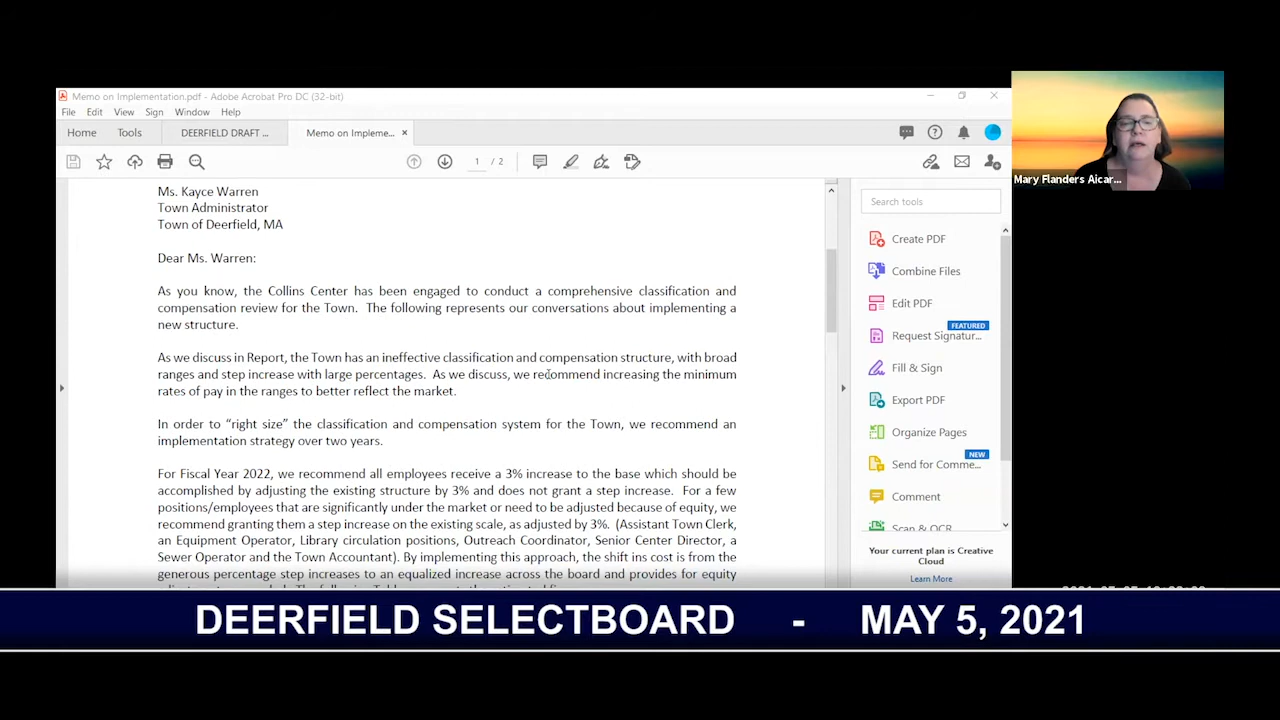 Memo on Implementation.pdf - Adobe Acrobat Pro DC (32-bit)
File Edit View Sign Window Help
Home Tools DEERFIELD DRAFT ... Memo on Impleme... ×
1 / 2
Mary Flanders Aicar...
Ms. Kayce Warren
Town Administrator
Town of Deerfield, MA
Dear Ms. Warren:
As you know, the Collins Center has been engaged to conduct a comprehensive classification and
compensation review for the Town. The following represents our conversations about implementing a
new structure.
As we discuss in Report, the Town has an ineffective classification and compensation structure, with broad
ranges and step increase with large percentages. As we discuss, we recommend increasing the minimum
rates of pay in the ranges to better reflect the market.
In order to “right size” the classification and compensation system for the Town, we recommend an
implementation strategy over two years.
For Fiscal Year 2022, we recommend all employees receive a 3% increase to the base which should be
accomplished by adjusting the existing structure by 3% and does not grant a step increase. For a few
positions/employees that are significantly under the market or need to be adjusted because of equity, we
recommend granting them a step increase on the existing scale, as adjusted by 3%. (Assistant Town Clerk,
an Equipment Operator, Library circulation positions, Outreach Coordinator, Senior Center Director, a
Sewer Operator and the Town Accountant). By implementing this approach, the shift ins cost is from the
generous percentage step increases to an equalized increase across the board and provides for equity
Search tools
Create PDF
Combine Files
Edit PDF
FEATURED
Request Signatur...
Fill & Sign
Export PDF
Organize Pages
NEW
Send for Comme...
Comment
Scan & OCR
Your current plan is Creative
Cloud
Learn More
DEERFIELD SELECTBOARD - MAY 5, 2021